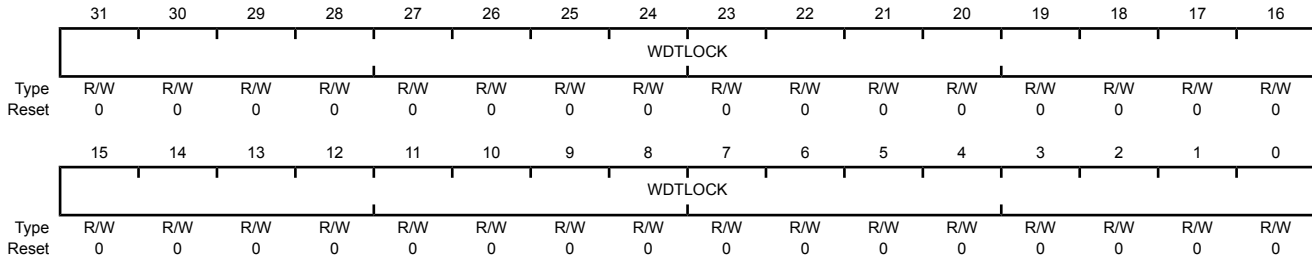 31 30 29 28 27 26 25 24 23 22 21 20 19 18 17 16
WDTLOCK
Type R/W R/W R/W R/W R/W R/W R/W R/W R/W R/W R/W R/W R/W R/W R/W R/W
Reset 0 0 0 0 0 0 0 0 0 0 0 0 0 0 0 0
15 14 13 12 11 10 9 8 7 6 5 4 3 2 1 0
WDTLOCK
Type R/W R/W R/W R/W R/W R/W R/W R/W R/W R/W R/W R/W R/W R/W R/W R/W
Reset 0 0 0 0 0 0 0 0 0 0 0 0 0 0 0 0